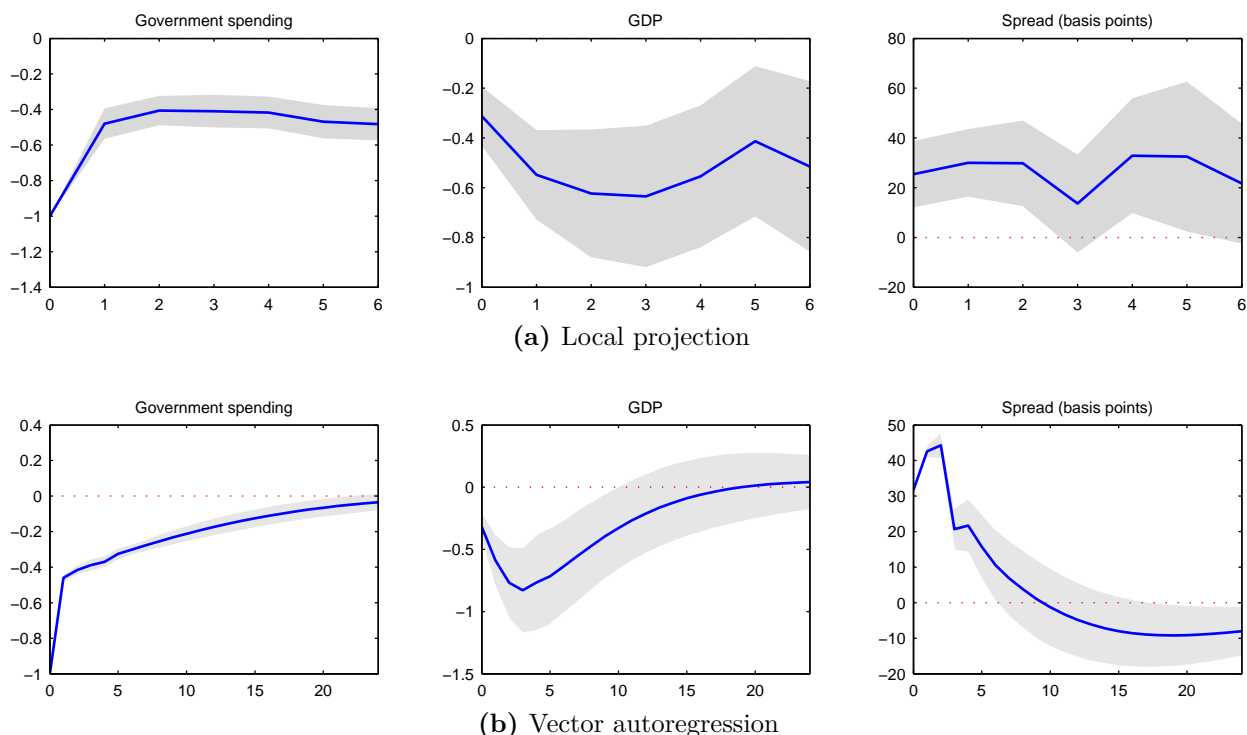 Government spending GDP Spread (basis points)
0 0 80
−0.2 60
−0.2
−0.4
−0.4 40
−0.6
−0.8 20
−0.6
−1
0
−0.8
−1.2
−1.4 −1 −20
0 1 2 3 4 5 6 0 1 2 3 4 5 6 0 1 2 3 4 5 6
(a) Local projection
Government spending GDP Spread (basis points)
0.4 0.5 50
0.2 40
0 0 30
−0.2 20
−0.5
−0.4 10
−0.6 0
−1
−0.8 −10
−1 −1.5 −20
0 5 10 15 20 0 5 10 15 20 0 5 10 15 20
(b) Vector autoregression